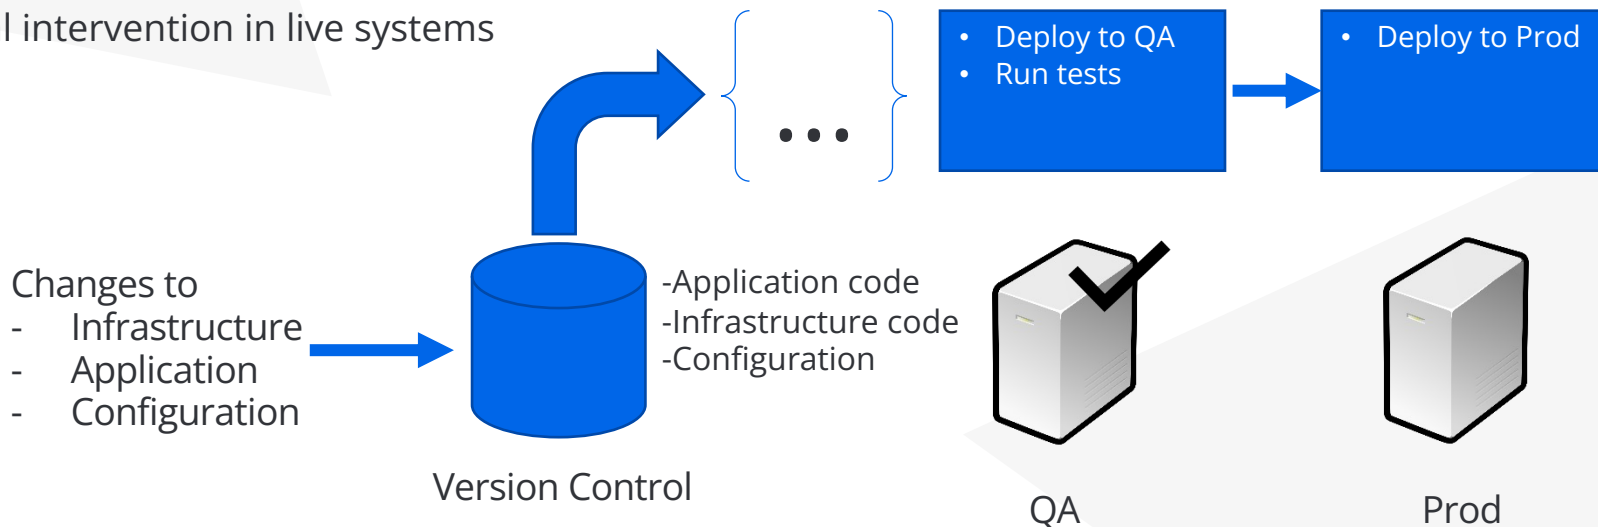 l intervention in live systems
• Deploy to QA
• Run tests
• Deploy to Prod
...
Changes to
- Infrastructure
- Application
- Configuration
-Application code
-Infrastructure code
-Configuration
Version Control
QA
Prod